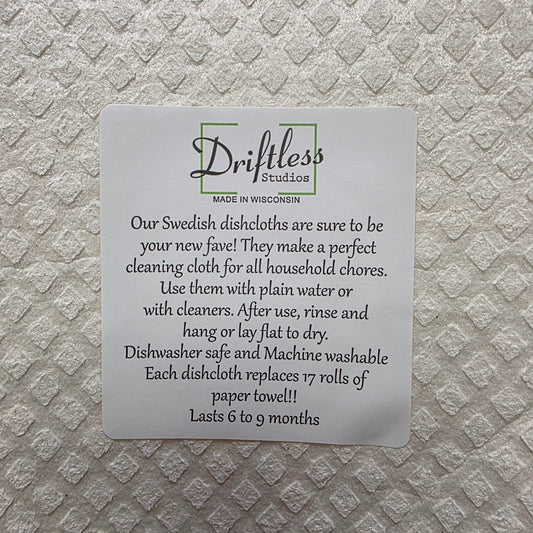 Driftless
Studios
MADE IN WISCONSIN
Our Swedish dishcloths are sure to be
your new fave! They make a perfect
cleaning cloth for all household chores.
Use them with plain water or
with cleaners. After use, rinse and
hang or lay flat to dry.
Dishwasher safe and Machine washable
Each dishcloth replaces 17 rolls of
paper towel!!
Lasts 6 to 9 months